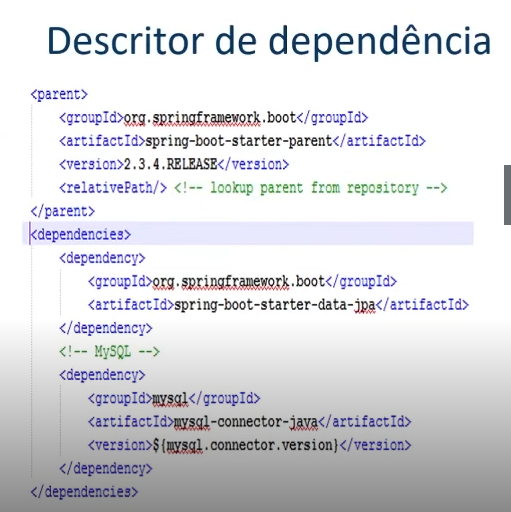 Descritor de dependência
<parent>
<groupId>org.springframework.boot</groupId>
<artifactId>spring-boot-starter-parent</artifactId>
<version>2.3.4.RELEASE</version>
<relativePath/> <!-- lookup parent from repository -->
</parent>
<dependencies>
<dependency>
<groupId>org.springframework.boot</groupId>
<artifactId>spring-boot-starter-data-jpa</artifactId>
</dependency>
<!-- MySQL -->
<dependency>
<groupId>mysql</groupId>
<artifactId>mysql-connector-java</artifactId>
<version>${mysql.connector.version}</version>
</dependency>
</dependencies>